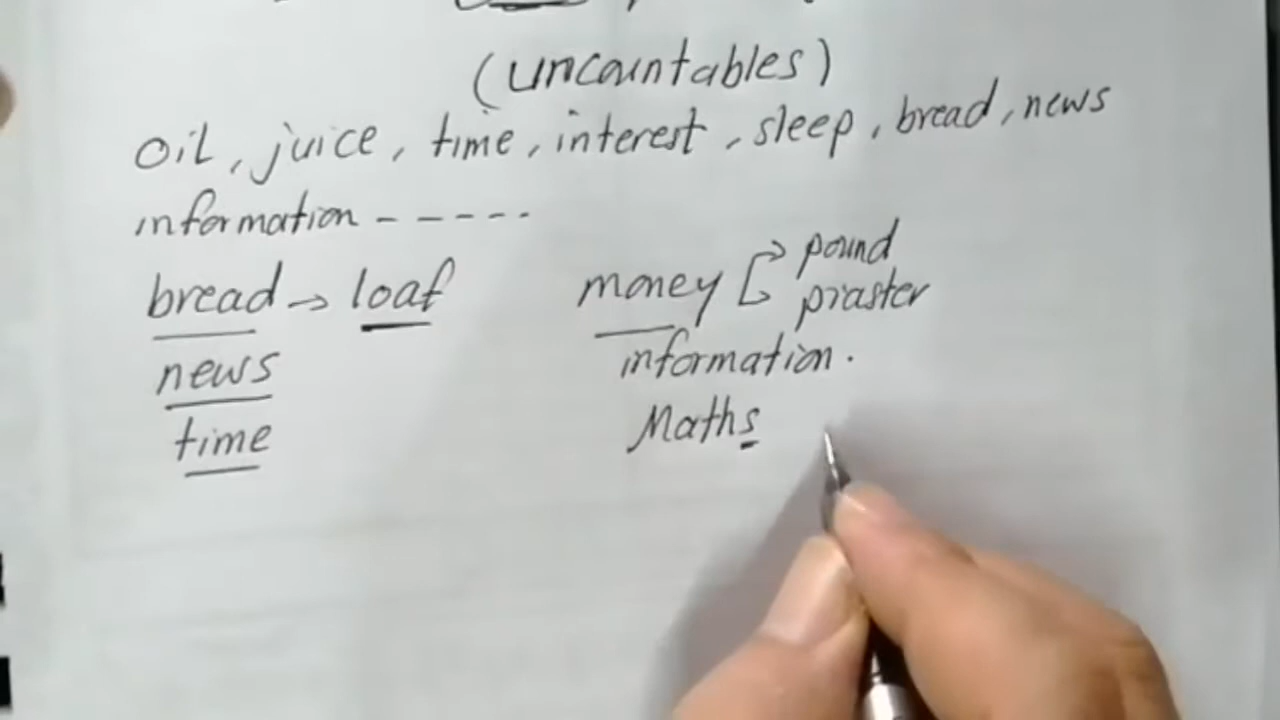 (uncountables)
oil, juice, time, interest, sleep, bread, news
information - - - - - -
bread → loaf
news
time
money → pound
piaster
information.
Maths